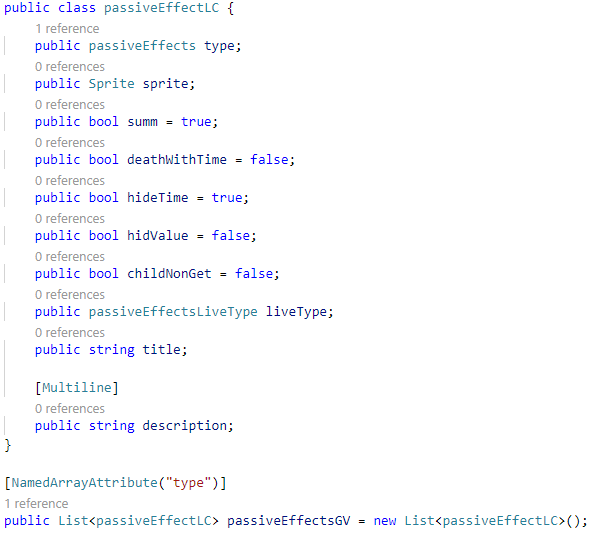 public class passiveEffectLC {
1 reference
public passiveEffects type;
0 references
public Sprite sprite;
0 references
public bool summ = true;
0 references
public bool deathWithTime = false;
0 references
public bool hideTime = true;
0 references
public bool hidValue = false;
0 references
public bool childNonGet = false;
0 references
public passiveEffectsLiveType liveType;
0 references
public string title;
[Multiline]
0 references
public string description;
}
[NamedArrayAttribute("type")]
1 reference
public List<passiveEffectLC> passiveEffectsGV = new List<passiveEffectLC>();